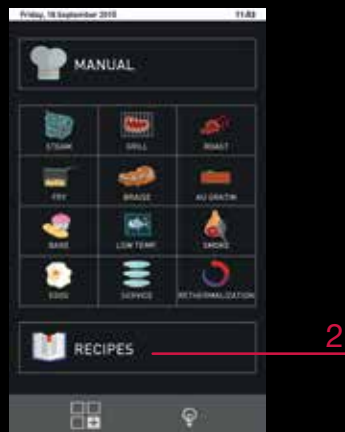 Friday, 18 September 2015 11:53
MANUAL
STEAM GRILL ROAST
FRY BRAISE AU GRATIN
BAKE LOW TEMP. SMOKE
EGGS SERVICE RETHERMALIZATION
RECIPES
2